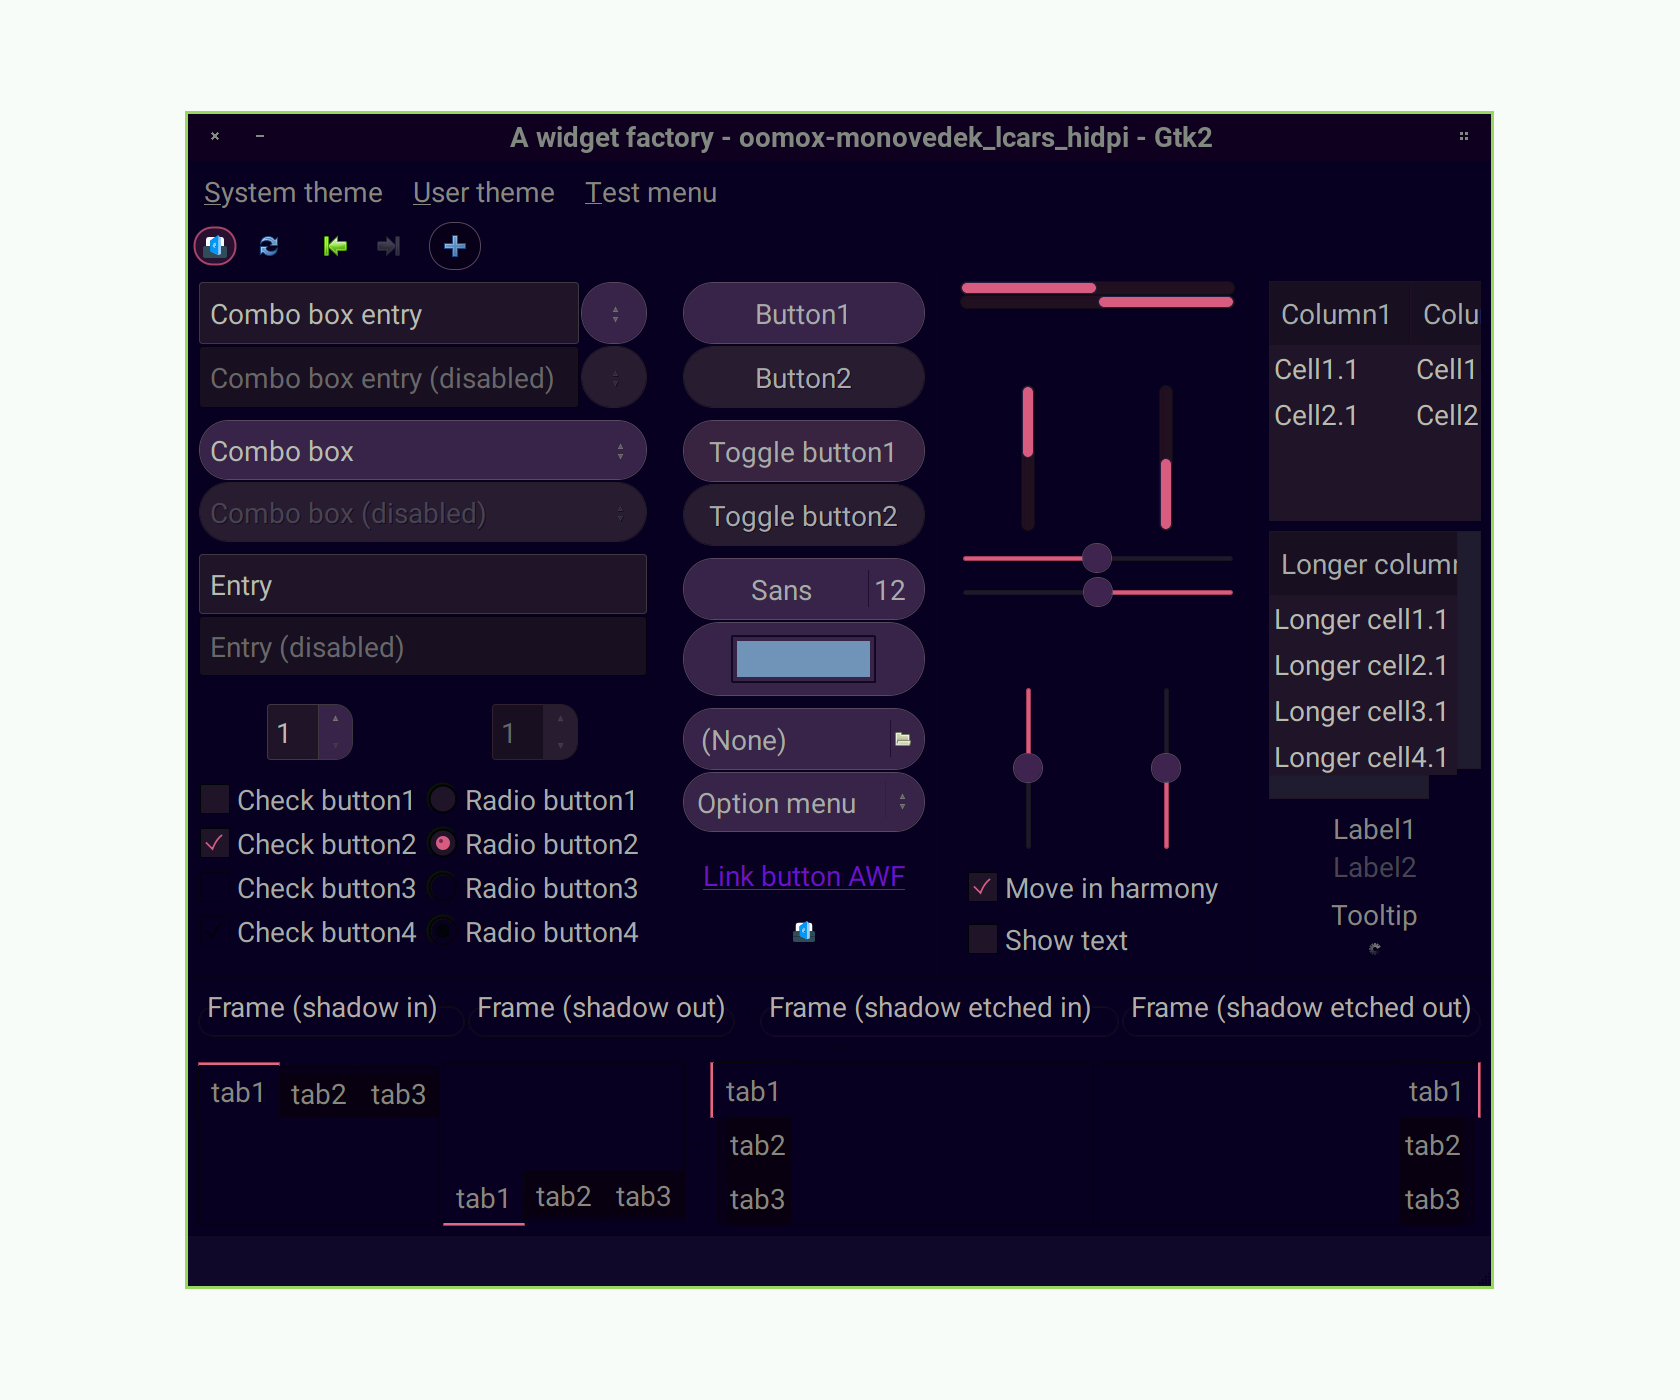 A widget factory - oomox-monovedek_lcars_hidpi - Gtk2
System theme User theme Test menu
Combo box entry
Combo box entry (disabled)
Combo box
Combo box (disabled)
Entry
Entry (disabled)
1 1
Check button1 Radio button1
Check button2 Radio button2
Check button3 Radio button3
Check button4 Radio button4
Button1
Button2
Toggle button1
Toggle button2
Sans 12
(None)
Option menu
Link button AWF
Move in harmony
Show text
Column1 Colu
Cell1.1 Cell1
Cell2.1 Cell2
Longer colum
Longer cell1.1
Longer cell2.1
Longer cell3.1
Longer cell4.1
Label1
Label2
Tooltip
Frame (shadow in) Frame (shadow out) Frame (shadow etched in) Frame (shadow etched out)
tab1 tab2 tab3
tab1 tab2 tab3
tab1
tab2
tab3
tab1
tab2
tab3